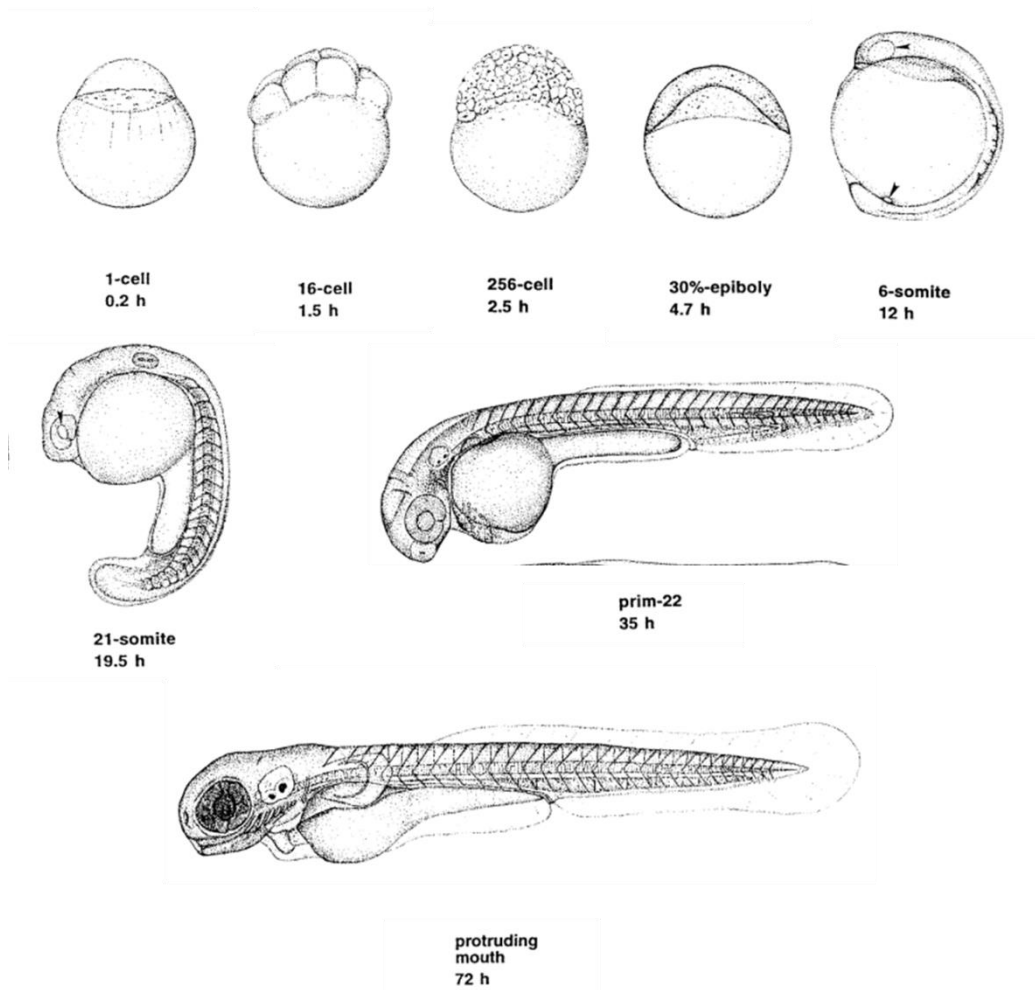 1-cell
0.2 h
16-cell
1.5 h
256-cell
2.5 h
30%-epiboly
4.7 h
6-somite
12 h
21-somite
19.5 h
prim-22
35 h
protruding
mouth
72 h